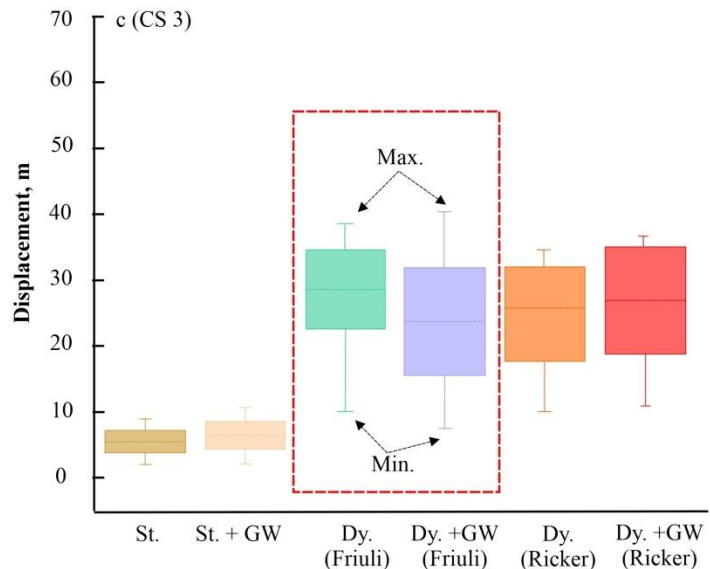 c (CS 3)
70
60
50
40
30
20
10
0
Displacement, m
Max.
Min.
St.
St. + GW
Dy.
(Friuli)
Dy. +GW
(Friuli)
Dy.
(Ricker)
Dy. +GW
(Ricker)